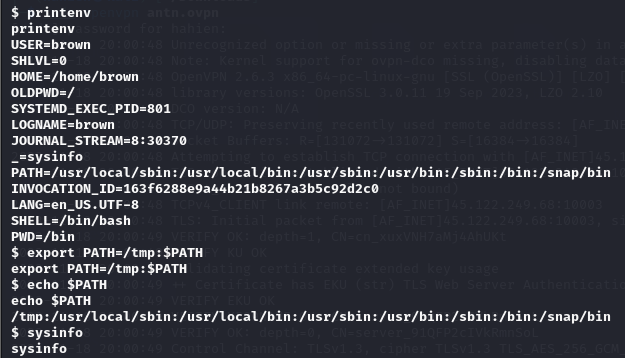 $ printenv
printenv
USER=brown
SHLVL=0
HOME=/home/brown
OLDPWD=/
SYSTEMD_EXEC_PID=801
LOGNAME=brown
JOURNAL_STREAM=8:30370
_=sysinfo
PATH=/usr/local/sbin:/usr/local/bin:/usr/sbin:/usr/bin:/sbin:/bin:/snap/bin
INVOCATION_ID=163f6288e9a44b21b8267a3b5c92d2c0
LANG=en_US.UTF-8
SHELL=/bin/bash
PWD=/bin
$ export PATH=/tmp:$PATH
export PATH=/tmp:$PATH
$ echo $PATH
echo $PATH
/tmp:/usr/local/sbin:/usr/local/bin:/usr/sbin:/usr/bin:/sbin:/bin:/snap/bin
$ sysinfo
sysinfo